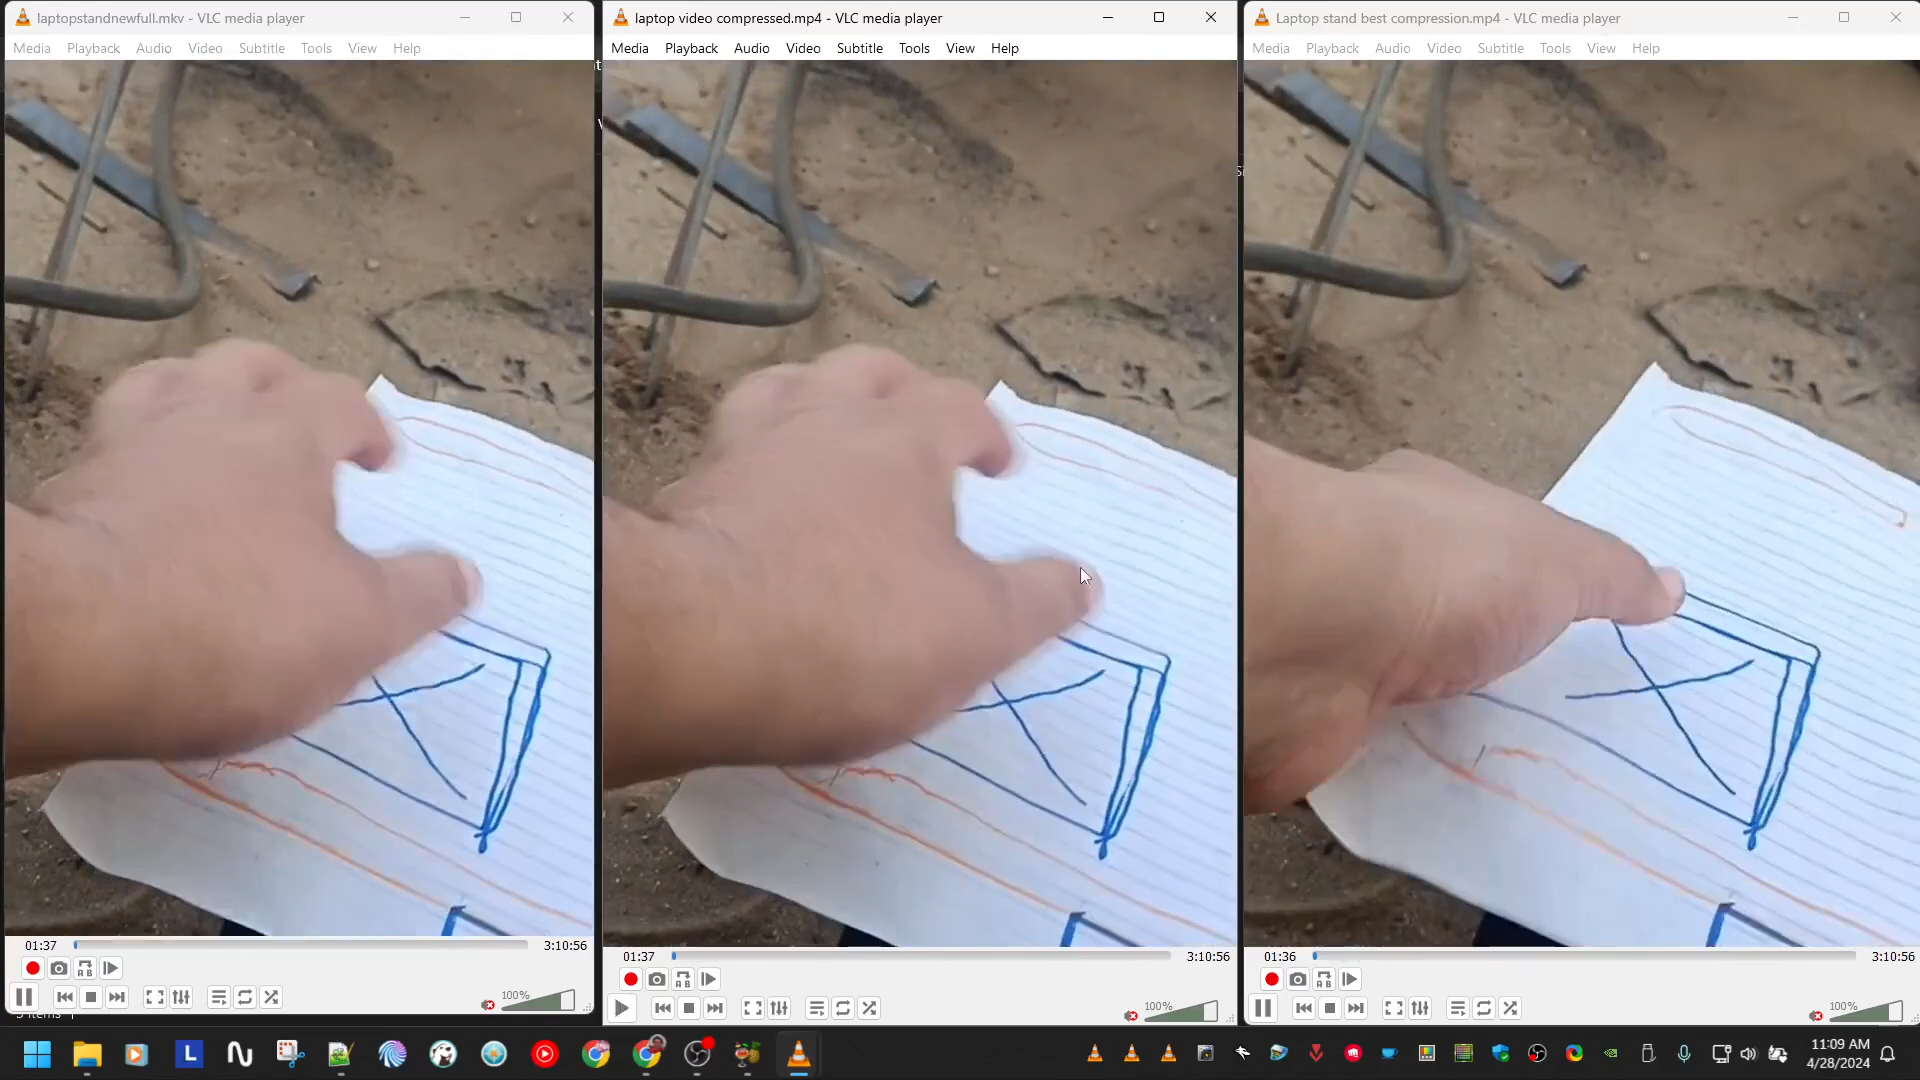 laptopstandnewfull.mkv - VLC media player
Media Playback Audio Video Subtitle Tools View Help
01:37
3:10:56
100%
laptop video compressed.mp4 - VLC media player
Media Playback Audio Video Subtitle Tools View Help
01:37
3:10:56
100%
Laptop stand best compression.mp4 - VLC media player
Media Playback Audio Video Subtitle Tools View Help
01:36
3:10:56
100%
11:09 AM
4/28/2024